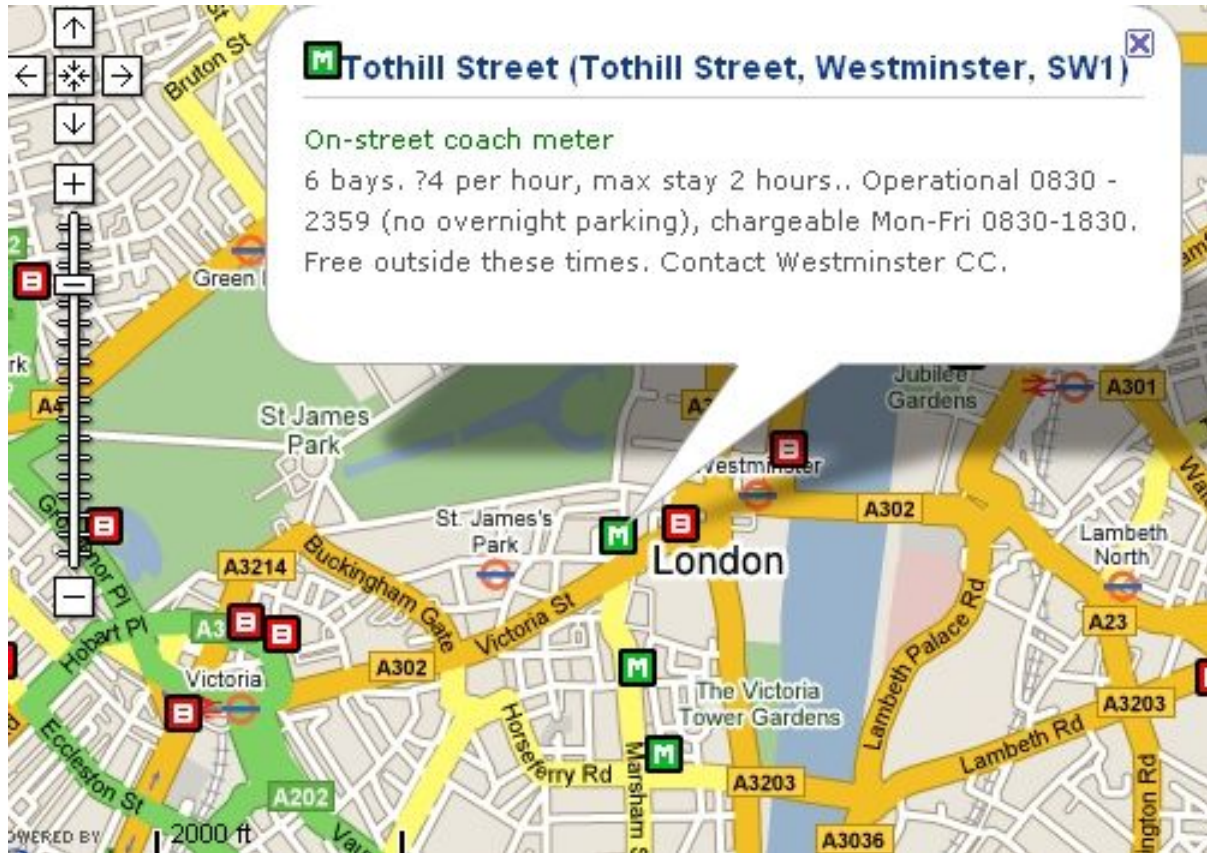 Bruton St
M Tothill Street (Tothill Street, Westminster, SW1)
On-street coach meter
6 bays. ?4 per hour, max stay 2 hours.. Operational 0830 -
2359 (no overnight parking), chargeable Mon-Fri 0830-1830.
Free outside these times. Contact Westminster CC.
Green
St James
Park
Jubilee
Gardens
A301
A4
Westminster
A302
St. James's
Park
M
London
Lambeth
North
A3214
Buckingham Gate
Victoria St
A23
Hobart Pl
A3
A302
Victoria
M
The Victoria
Tower Gardens
Lambeth Palace Rd
A3203
Lambeth Rd
Eccleston St
Horseferry Rd
M
Marsham S
A3203
A202
2000 ft
A3036